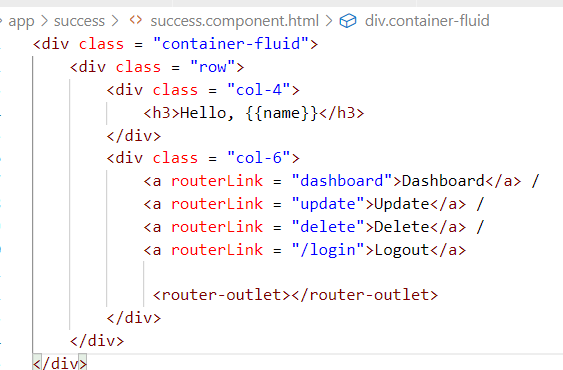 app > success > <> success.component.html > div.container-fluid
<div class = "container-fluid">
<div class = "row">
<div class = "col-4">
<h3>Hello, {{name}}</h3>
</div>
<div class = "col-6">
<a routerLink = "dashboard">Dashboard</a> /
<a routerLink = "update">Update</a> /
<a routerLink = "delete">Delete</a> /
<a routerLink = "/login">Logout</a>
<router-outlet></router-outlet>
</div>
</div>
</div>